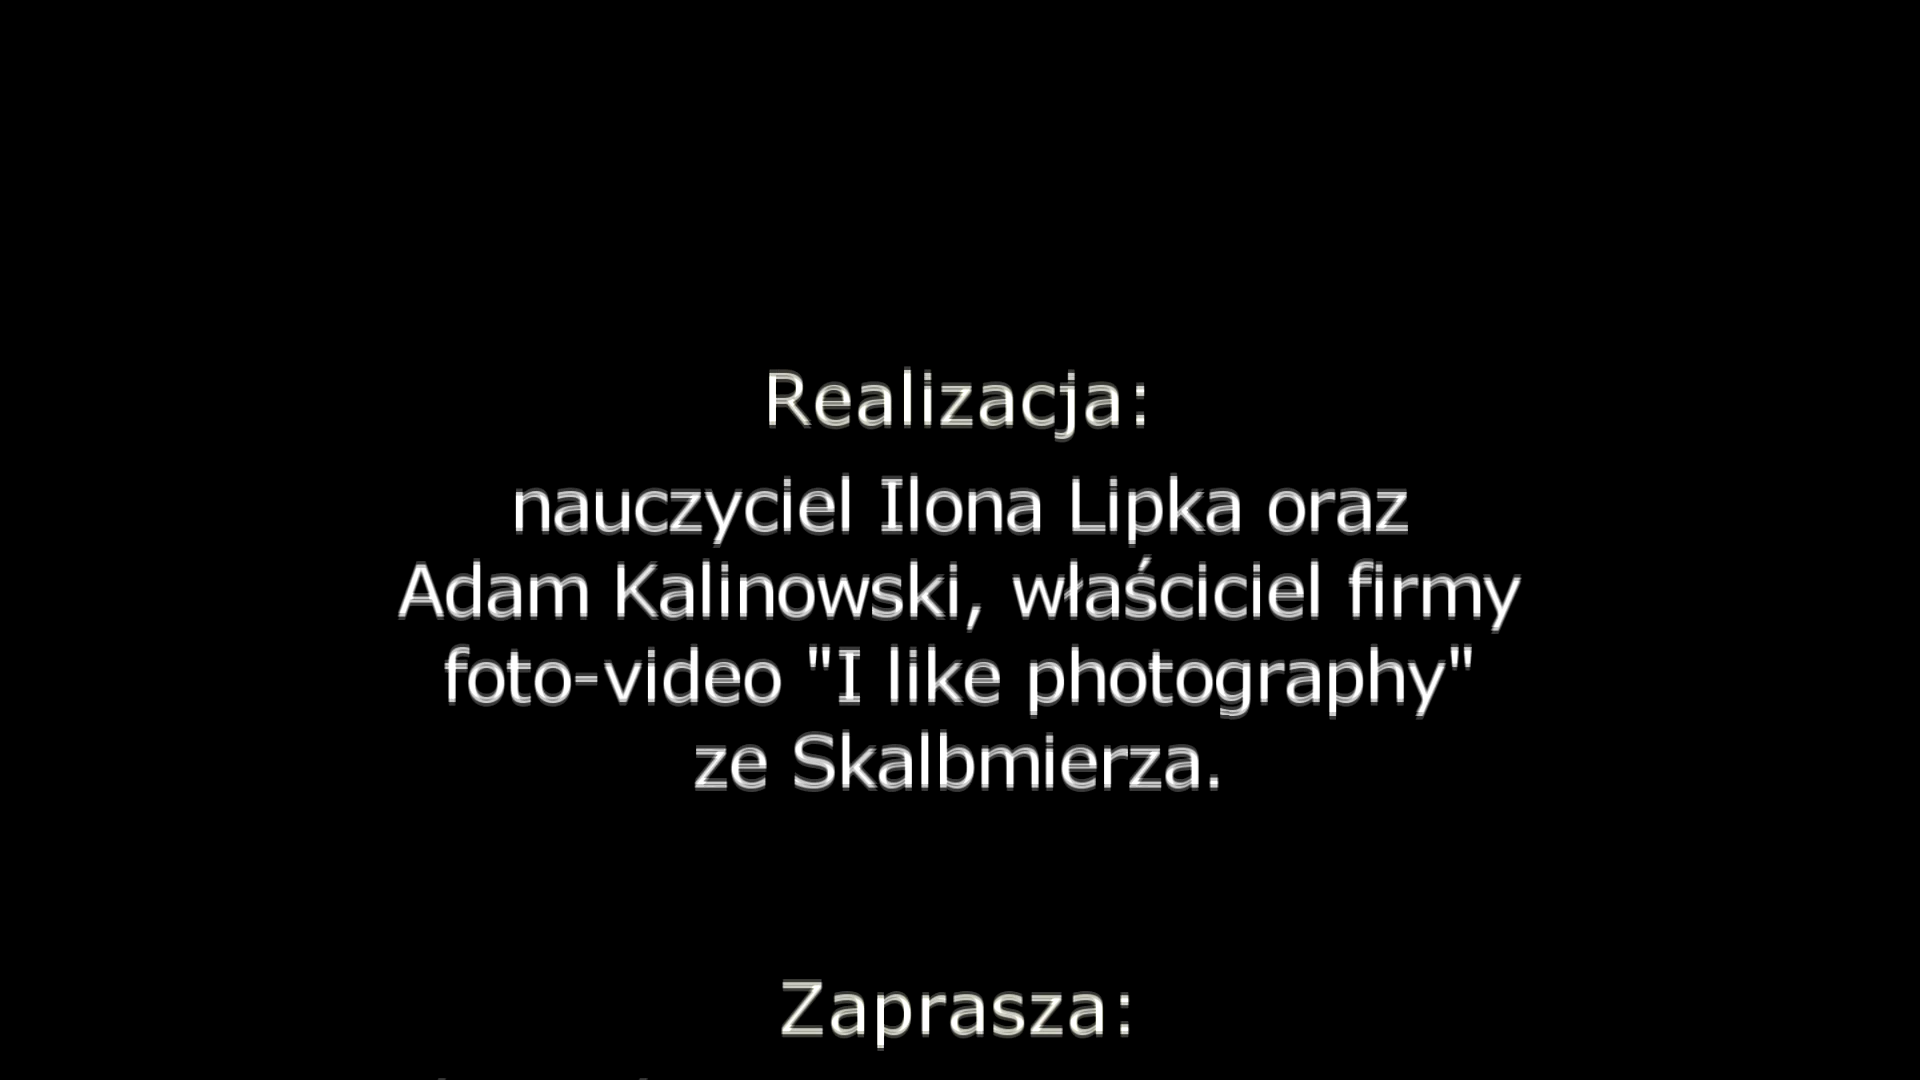 Realizacja:
nauczyciel Ilona Lipka oraz
Adam Kalinowski, właściciel firmy
foto-video "I like photography"
ze Skalbmierza.
Zaprasza: